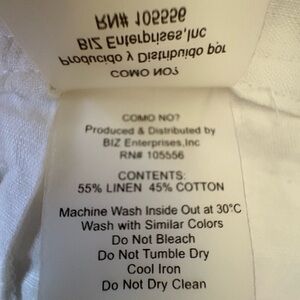 COMO NO?
Producido y Distribuido por
BIZ Enterprises,Inc
RN# 105556
COMO NO?
Produced & Distributed by
BIZ Enterprises,Inc
RN# 105556
CONTENTS:
55% LINEN 45% COTTON
Machine Wash Inside Out at 30°C
Wash with Similar Colors
Do Not Bleach
Do Not Tumble Dry
Cool Iron
Do Not Dry Clean